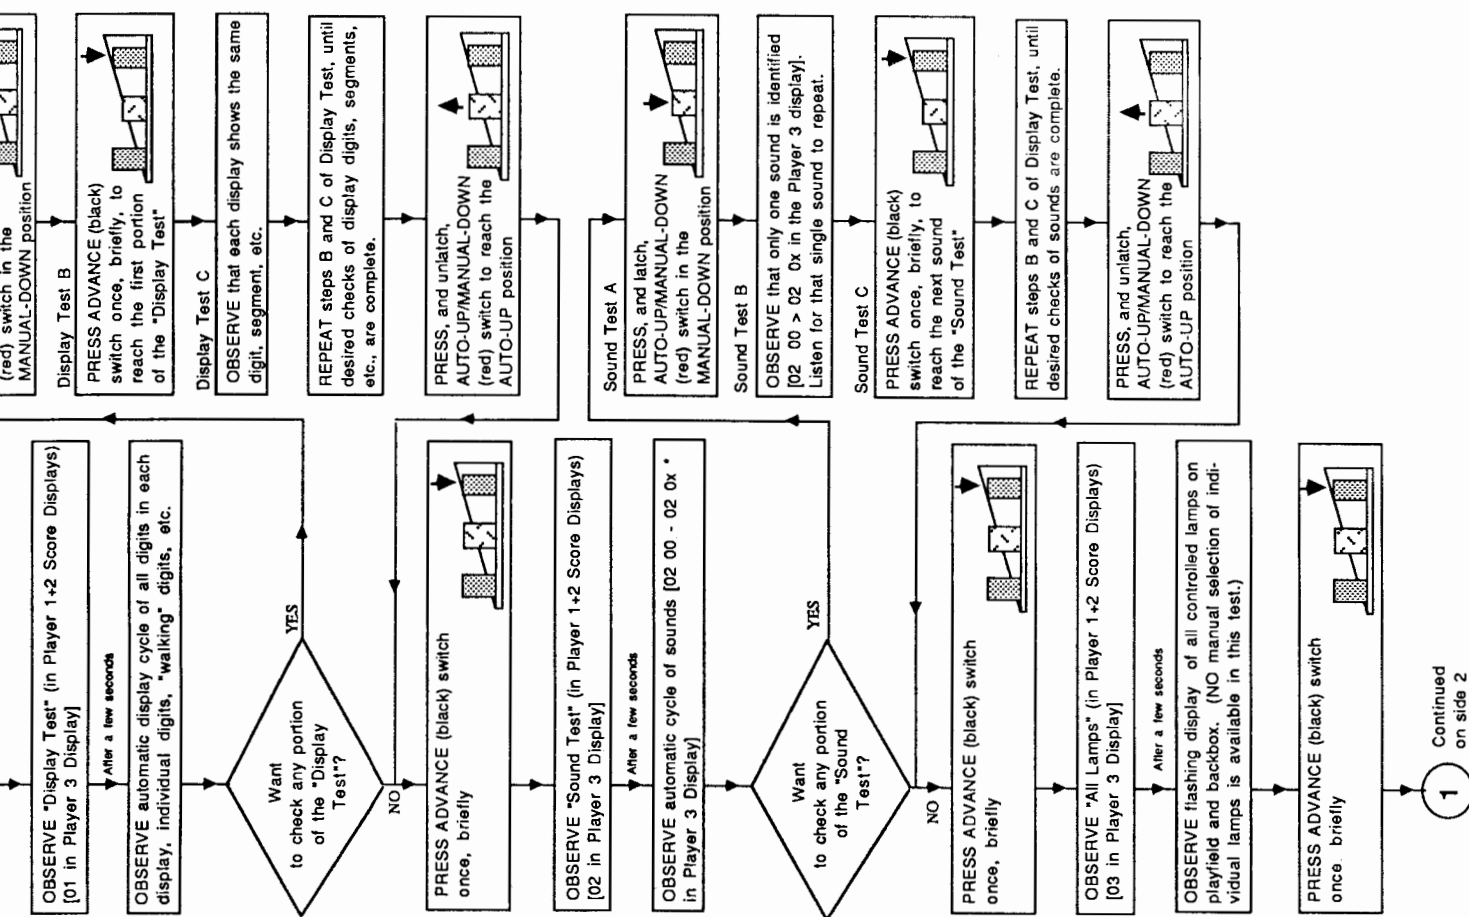 OBSERVE "Display Test" (in Player 1+2 Score Displays)
[01 in Player 3 Display]
After a few seconds
OBSERVE automatic display cycle of all digits in each
display, individual digits, "walking" digits, etc.
Want
to check any portion
of the "Display
Test"?
YES
NO
(red) switch in the
MANUAL-DOWN position
Display Test B
PRESS ADVANCE (black)
switch once, briefly, to
reach the first portion
of the "Display Test"
Display Test C
OBSERVE that each display shows the same
digit, segment, etc.
REPEAT steps B and C of Display Test, until
desired checks of display digits, segments,
etc., are complete.
PRESS, and unlatch,
AUTO-UP/MANUAL-DOWN
(red) switch to reach the
AUTO-UP position
PRESS ADVANCE (black) switch
once, briefly
OBSERVE "Sound Test" (in Player 1+2 Score Displays)
[02 in Player 3 Display]
After a few seconds
OBSERVE automatic cycle of sounds [02 00 - 02 0x *
in Player 3 Display]
Want
to check any portion
of the "Sound
Test"?
YES
NO
Sound Test A
PRESS, and latch,
AUTO-UP/MANUAL-DOWN
(red) switch in the
MANUAL-DOWN position
Sound Test B
OBSERVE that only one sound is identified
[02 00 > 02 0x in the Player 3 display].
Listen for that single sound to repeat.
Sound Test C
PRESS ADVANCE (black)
switch once, briefly, to
reach the next sound
of the "Sound Test"
REPEAT steps B and C of Display Test, until
desired checks of sounds are complete.
PRESS, and unlatch,
AUTO-UP/MANUAL-DOWN
(red) switch to reach the
AUTO-UP position
PRESS ADVANCE (black) switch
once, briefly
OBSERVE "All Lamps" (in Player 1+2 Score Displays)
[03 in Player 3 Display]
After a few seconds
OBSERVE flashing display of all controlled lamps on
playfield and backbox. (NO manual selection of indi-
vidual lamps is available in this test.)
PRESS ADVANCE (black) switch
once. briefly
1
Continued
on side 2